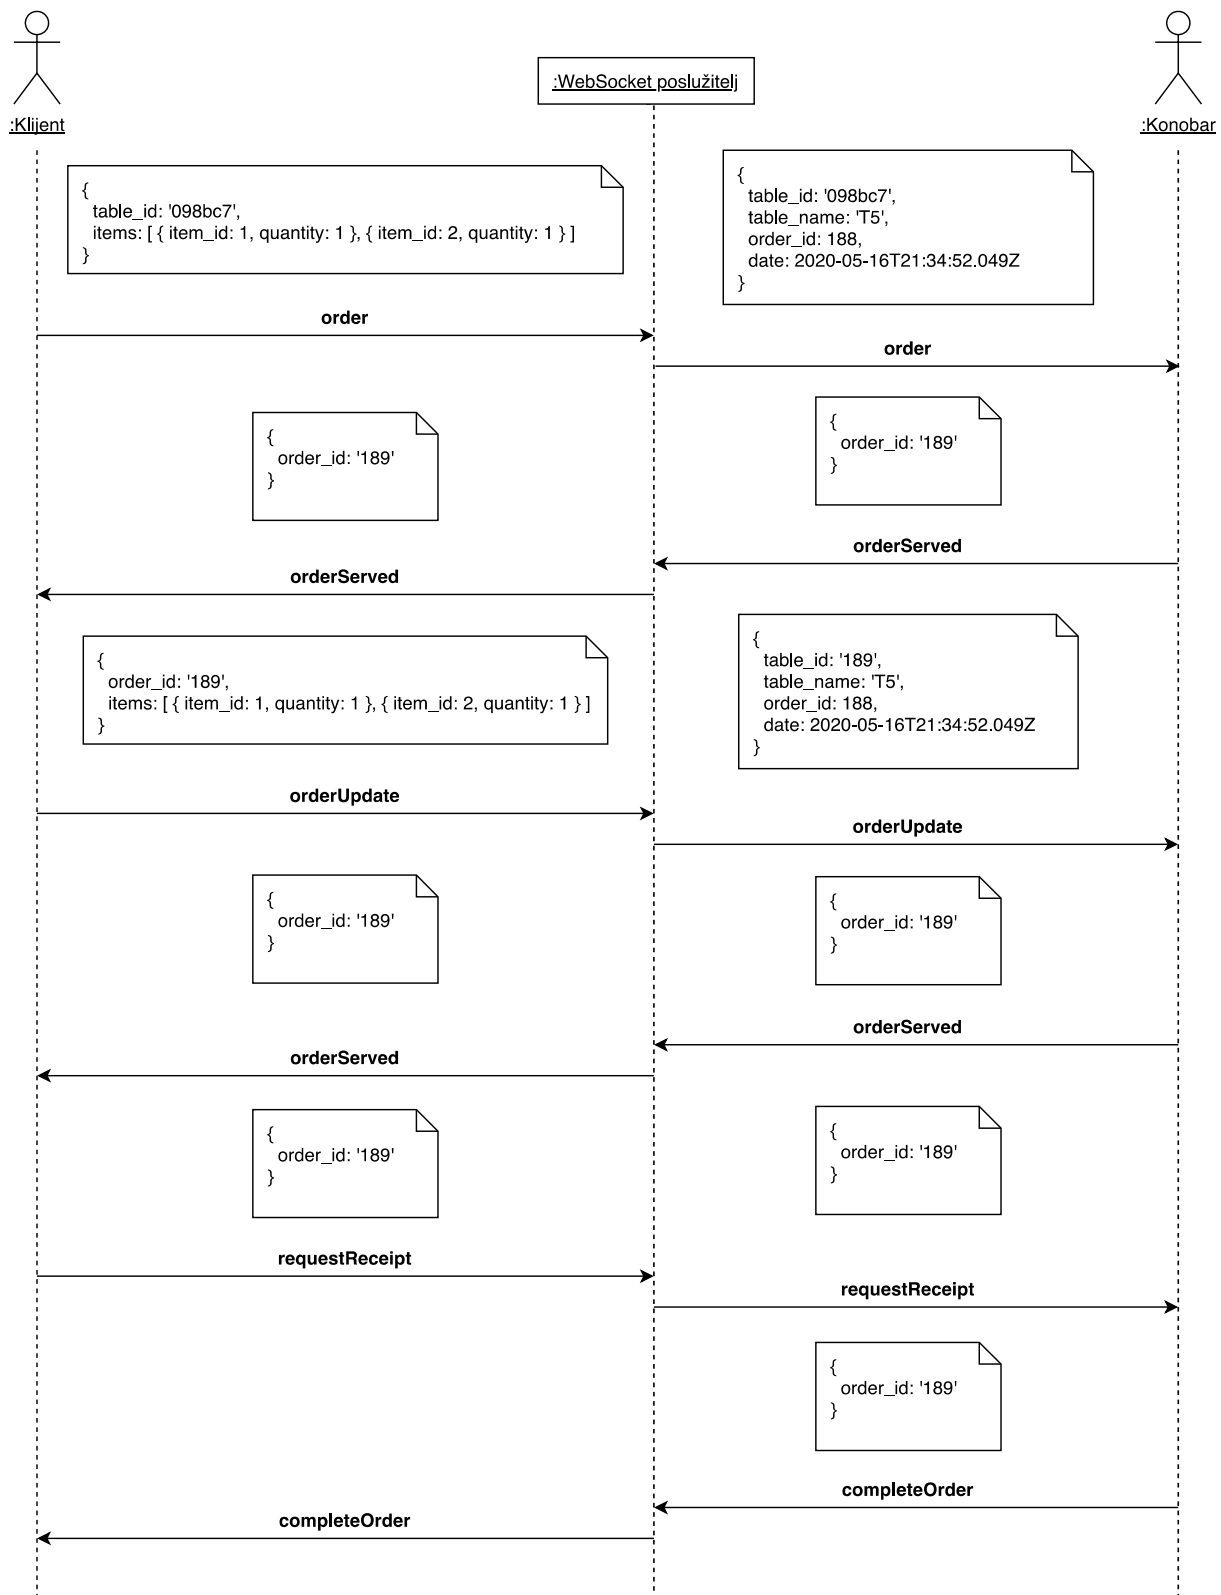 :Klijent
:WebSocket poslužitelj
:Konobar
{
table_id: '098bc7',
items: [ { item_id: 1, quantity: 1 }, { item_id: 2, quantity: 1 } ]
}
{
table_id: '098bc7',
table_name: 'T5',
order_id: 188,
date: 2020-05-16T21:34:52.049Z
}
order
order
{
order_id: '189'
}
{
order_id: '189'
}
orderServed
orderServed
{
order_id: '189',
items: [ { item_id: 1, quantity: 1 }, { item_id: 2, quantity: 1 } ]
}
{
table_id: '189',
table_name: 'T5',
order_id: 188,
date: 2020-05-16T21:34:52.049Z
}
orderUpdate
orderUpdate
{
order_id: '189'
}
{
order_id: '189'
}
orderServed
orderServed
{
order_id: '189'
}
{
order_id: '189'
}
requestReceipt
requestReceipt
{
order_id: '189'
}
completeOrder
completeOrder